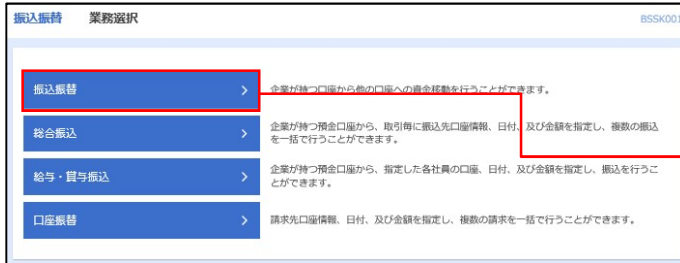 振込振替 業務選択 BSSK001
振込振替
企業が持つ口座から他の口座への資金移動を行うことができます。
総合振込
企業が持つ預金口座から、取引毎に振込先口座情報、日付、及び金額を指定し、複数の振込
を一括で行うことができます。
給与・賞与振込
企業が持つ預金口座から、指定した各社員の口座、日付、及び金額を指定し、振込を行うこ
とができます。
口座振替
請求先口座情報、日付、及び金額を指定し、複数の請求を一括で行うことができます。